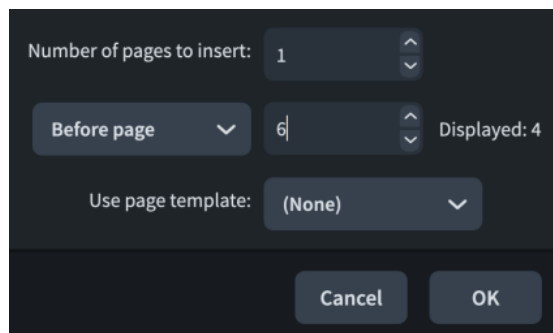 Number of pages to insert: 1
Before page 6 Displayed: 4
Use page template: (None)
Cancel OK